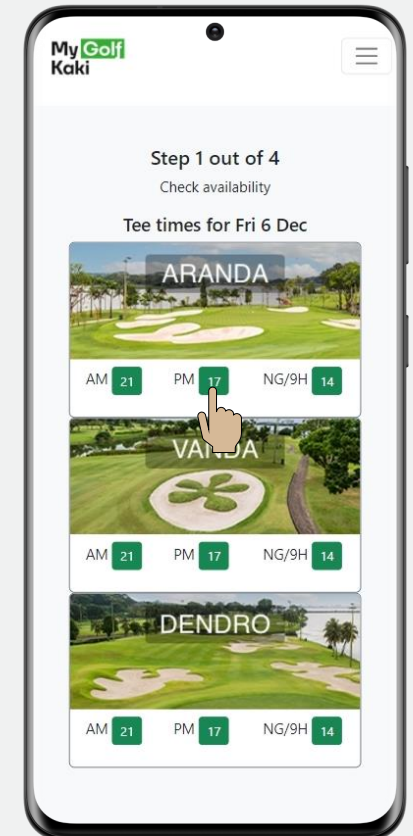 My Golf
Kaki
Step 1 out of 4
Check availability
Tee times for Fri 6 Dec
ARANDA
AM 21 PM 17 NG/9H 14
VANDA
AM 21 PM 17 NG/9H 14
DENDRO
AM 21 PM 17 NG/9H 14